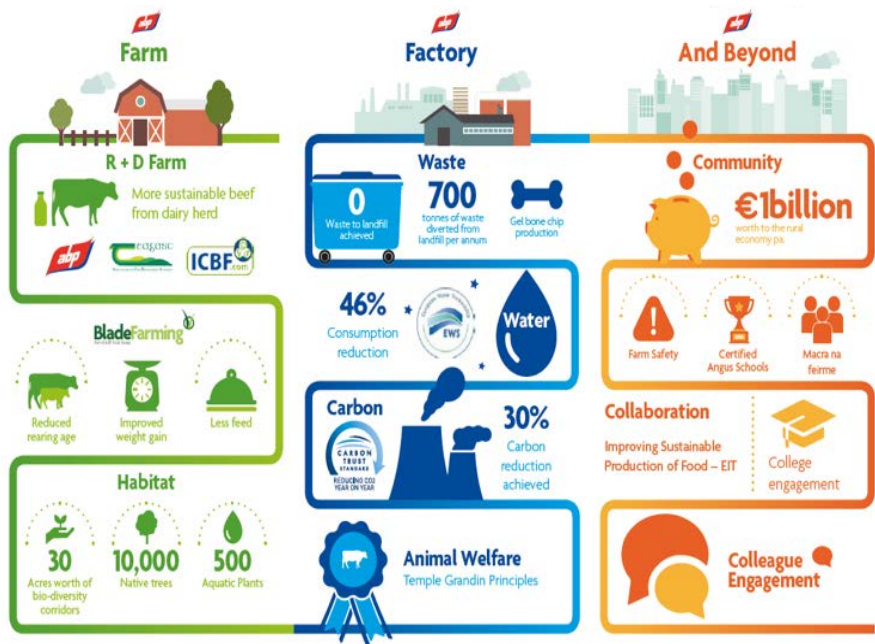 abp
Farm
R + D Farm
More sustainable beef
from dairy herd
abp
teagasc
ICBF
.com
BladeFarming
Reduced
rearing age
Improved
weight gain
Less feed
Habitat
30
Acres worth of
bio-diversity
corridors
10,000
Native trees
500
Aquatic Plants
abp
Factory
Waste
0
Waste to landfill
achieved
700
tonnes of waste
diverted from
landfill per annum
Gel bone chip
production
46%
Consumption
reduction
EWS
Water
Carbon
CARBON
TRUST
STANDARD
REDUCING CO2
YEAR ON YEAR
30%
Carbon
reduction
achieved
Animal Welfare
Temple Grandin Principles
abp
And Beyond
Community
€1billion
worth to the rural
economy pa
Farm Safety
Certified
Angus Schools
Macra na
feirme
Collaboration
Improving Sustainable
Production of Food – EIT
College
engagement
Colleague
Engagement